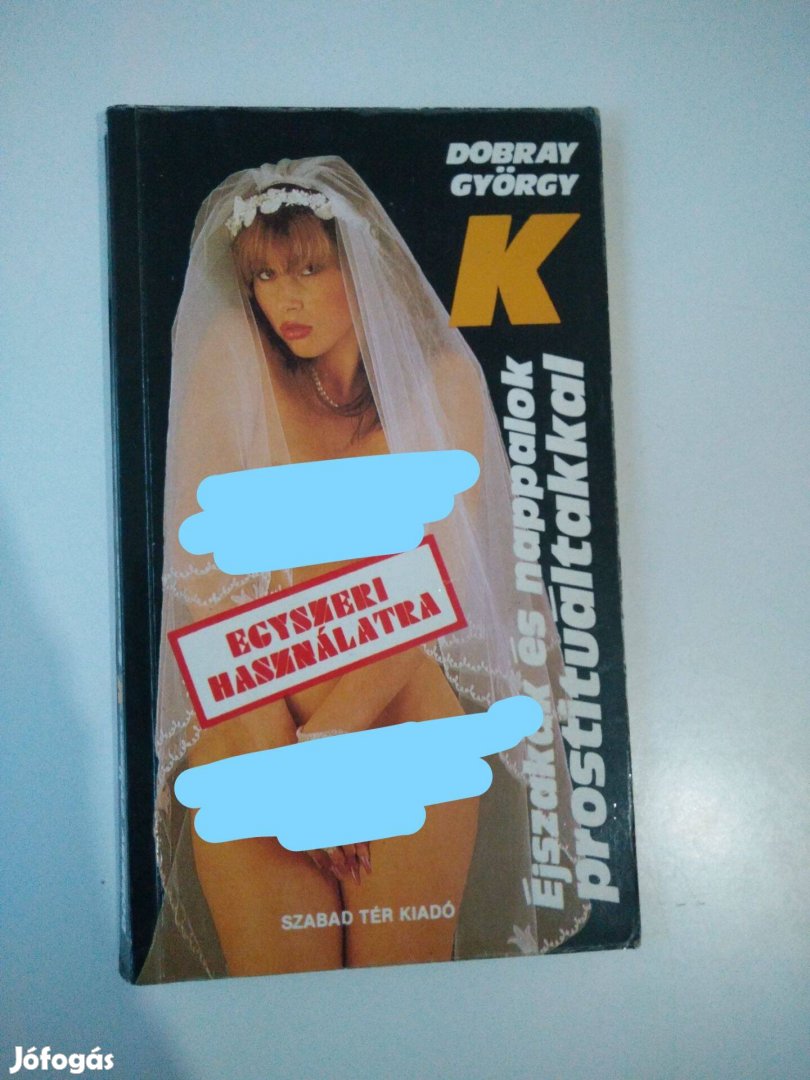 DOBRAY
GYÖRGY
K
Éjszakák és nappalok
prostituáltakkal
EGYSZERI
HASZNÁLATRA
SZABAD TÉR KIADÓ
Jófogás